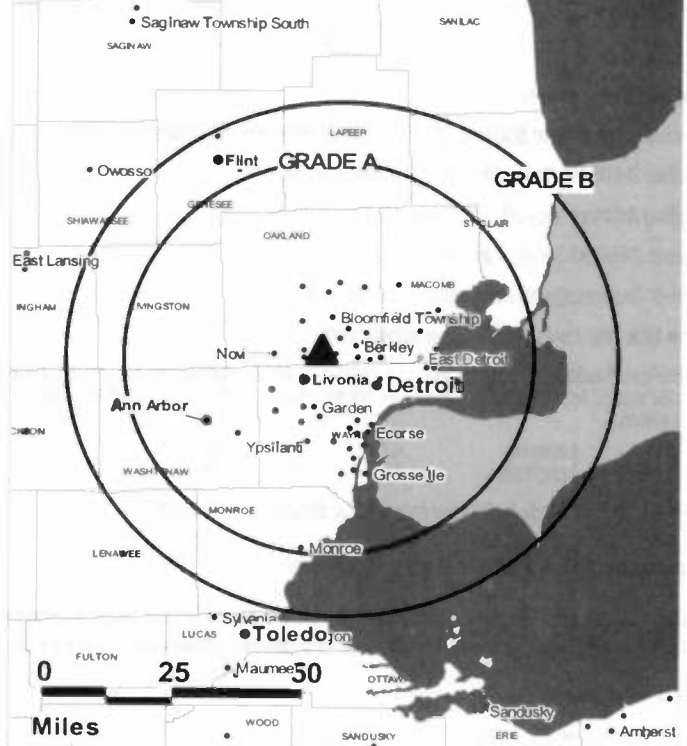 Saginaw Township South
SANILAC
SAGINAW
LAPEER
Flint
GRADE A
Owosso
GRADE B
GENESEE
SHIAWASSEE
ST CLAIR
OAKLAND
East Lansing
MACOMB
INGHAM
LIVINGSTON
Bloomfield Township
Novi
Berkley
East Detroit
Livonia
Detroit
Ann Arbor
Garden
Ecorse
WAYNE
Ypsilanti
WASHTENAW
Grosse Ile
MONROE
LENAWEE
Monroe
Sylvania
LUCAS
Toledo
FULTON
Maumee
0 25 50
OTTAWA
Miles
Sandusky
WOOD
SANDUSKY
ERIE
Amherst